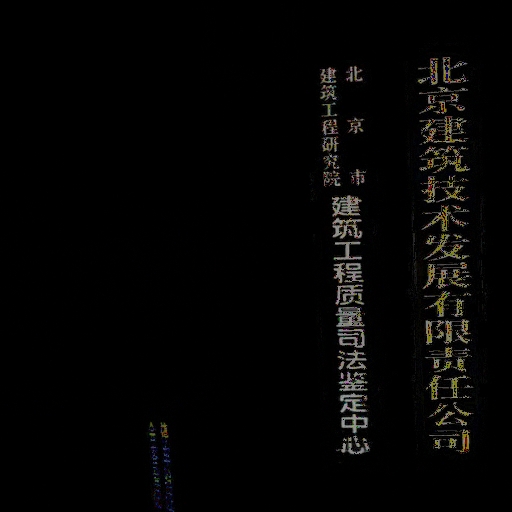 北京建筑技术发展有限责任公司
北京市
建筑工程研究院
建筑工程质量司法鉴定中心